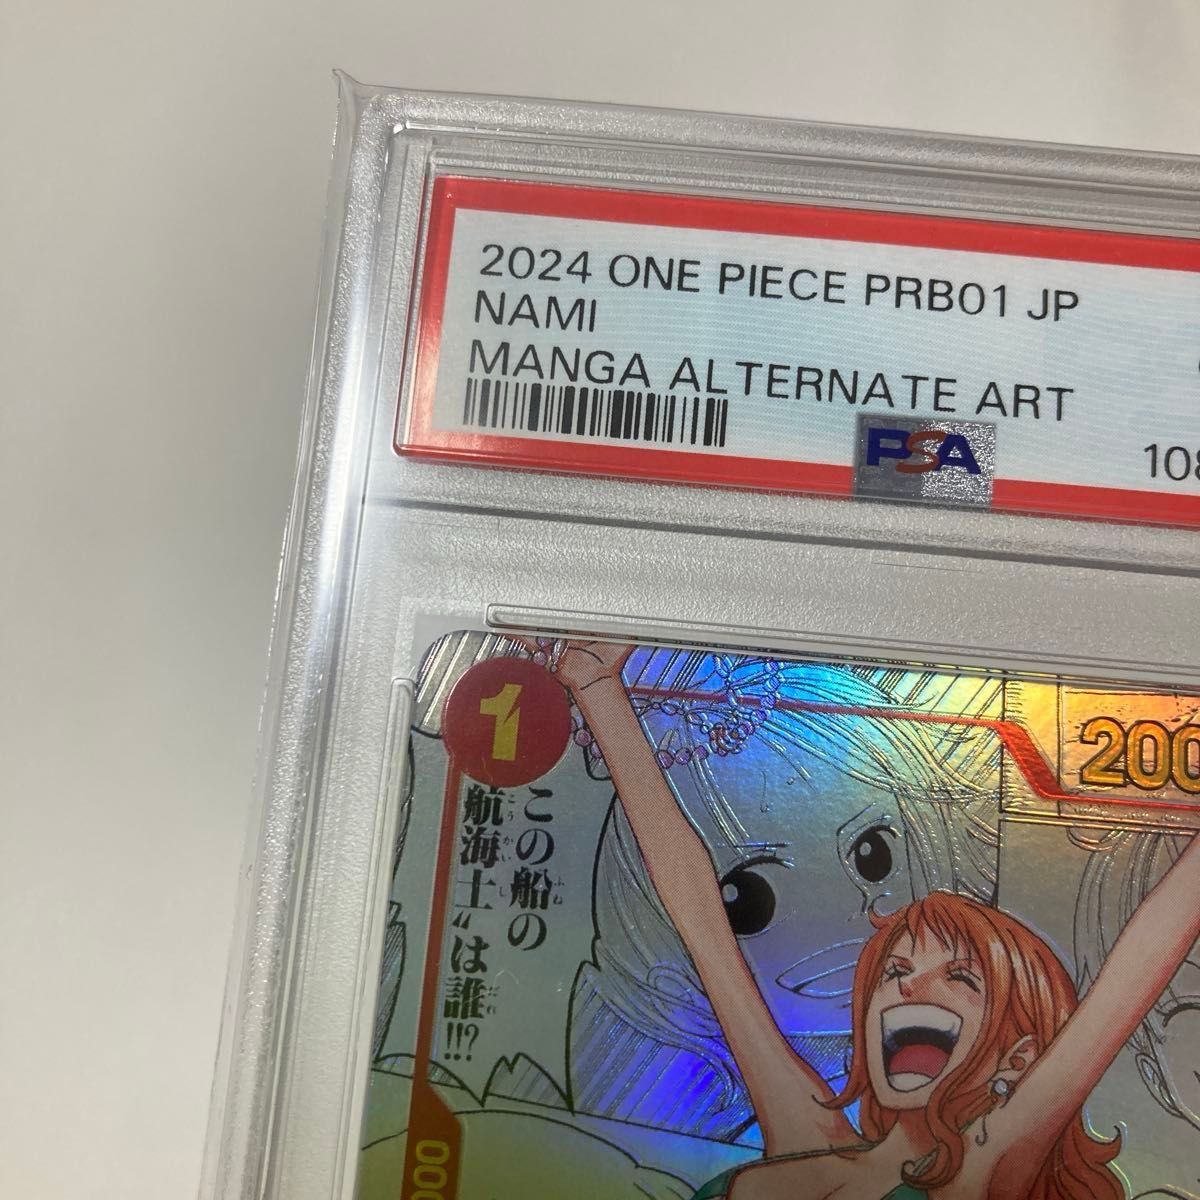 2024 ONE PIECE PRB01 JP
NAMI
MANGA ALTERNATE ART
PSA
108
1
200
この船の
ふね
航海士〟は誰!!?
こうかいし
だれ
000